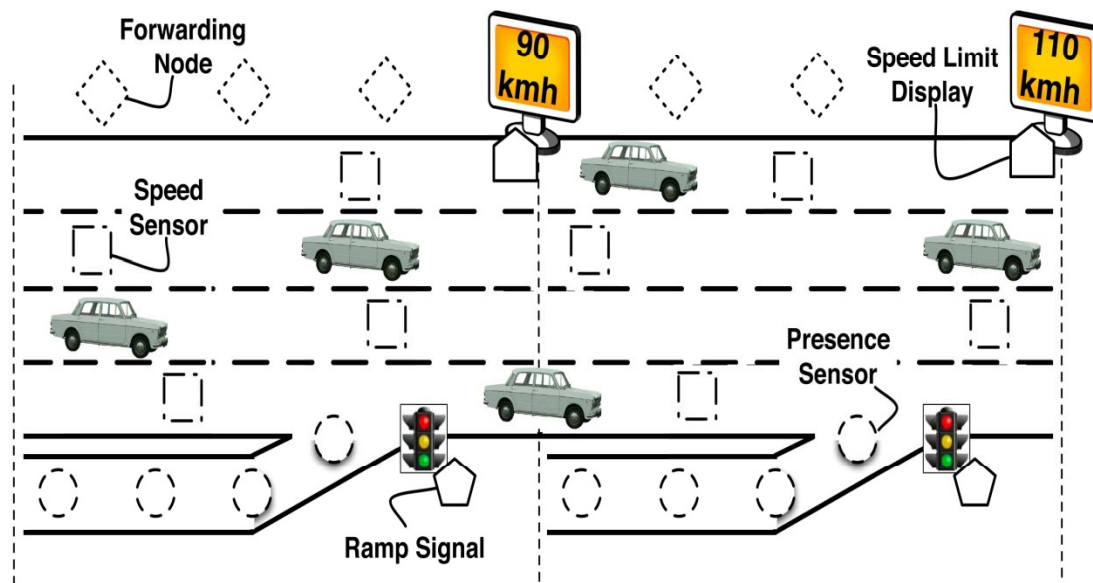 Forwarding
Node
90
kmh
Speed Limit
Display
110
kmh
Speed
Sensor
Presence
Sensor
Ramp Signal